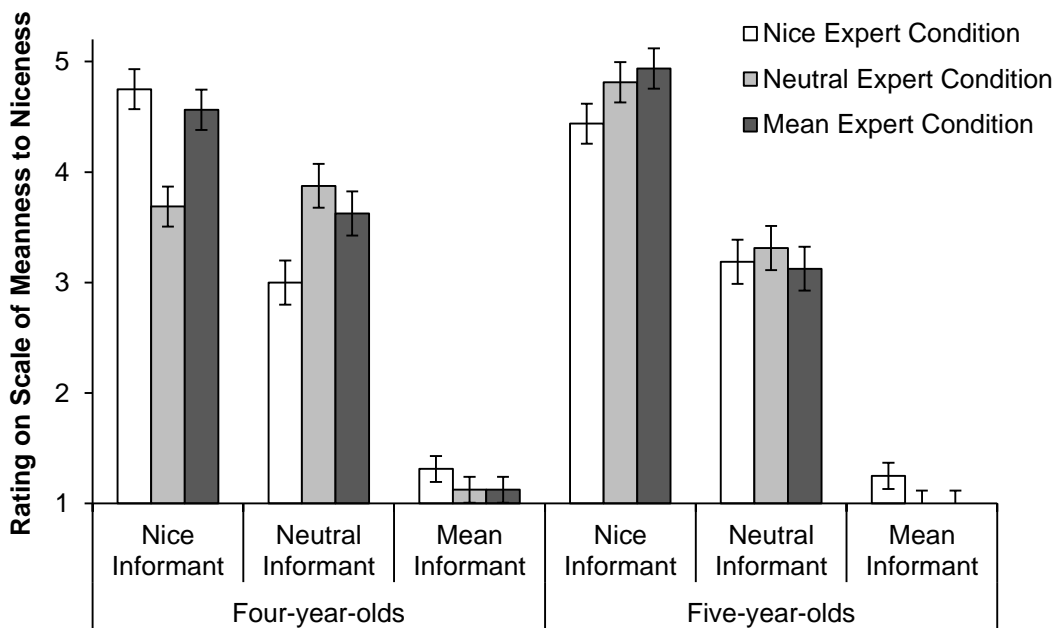 Rating on Scale of Meanness to Niceness
5
4
3
2
1
Nice Expert Condition
Neutral Expert Condition
Mean Expert Condition
Nice
Informant
Neutral
Informant
Mean
Informant
Nice
Informant
Neutral
Informant
Mean
Informant
Four-year-olds
Five-year-olds